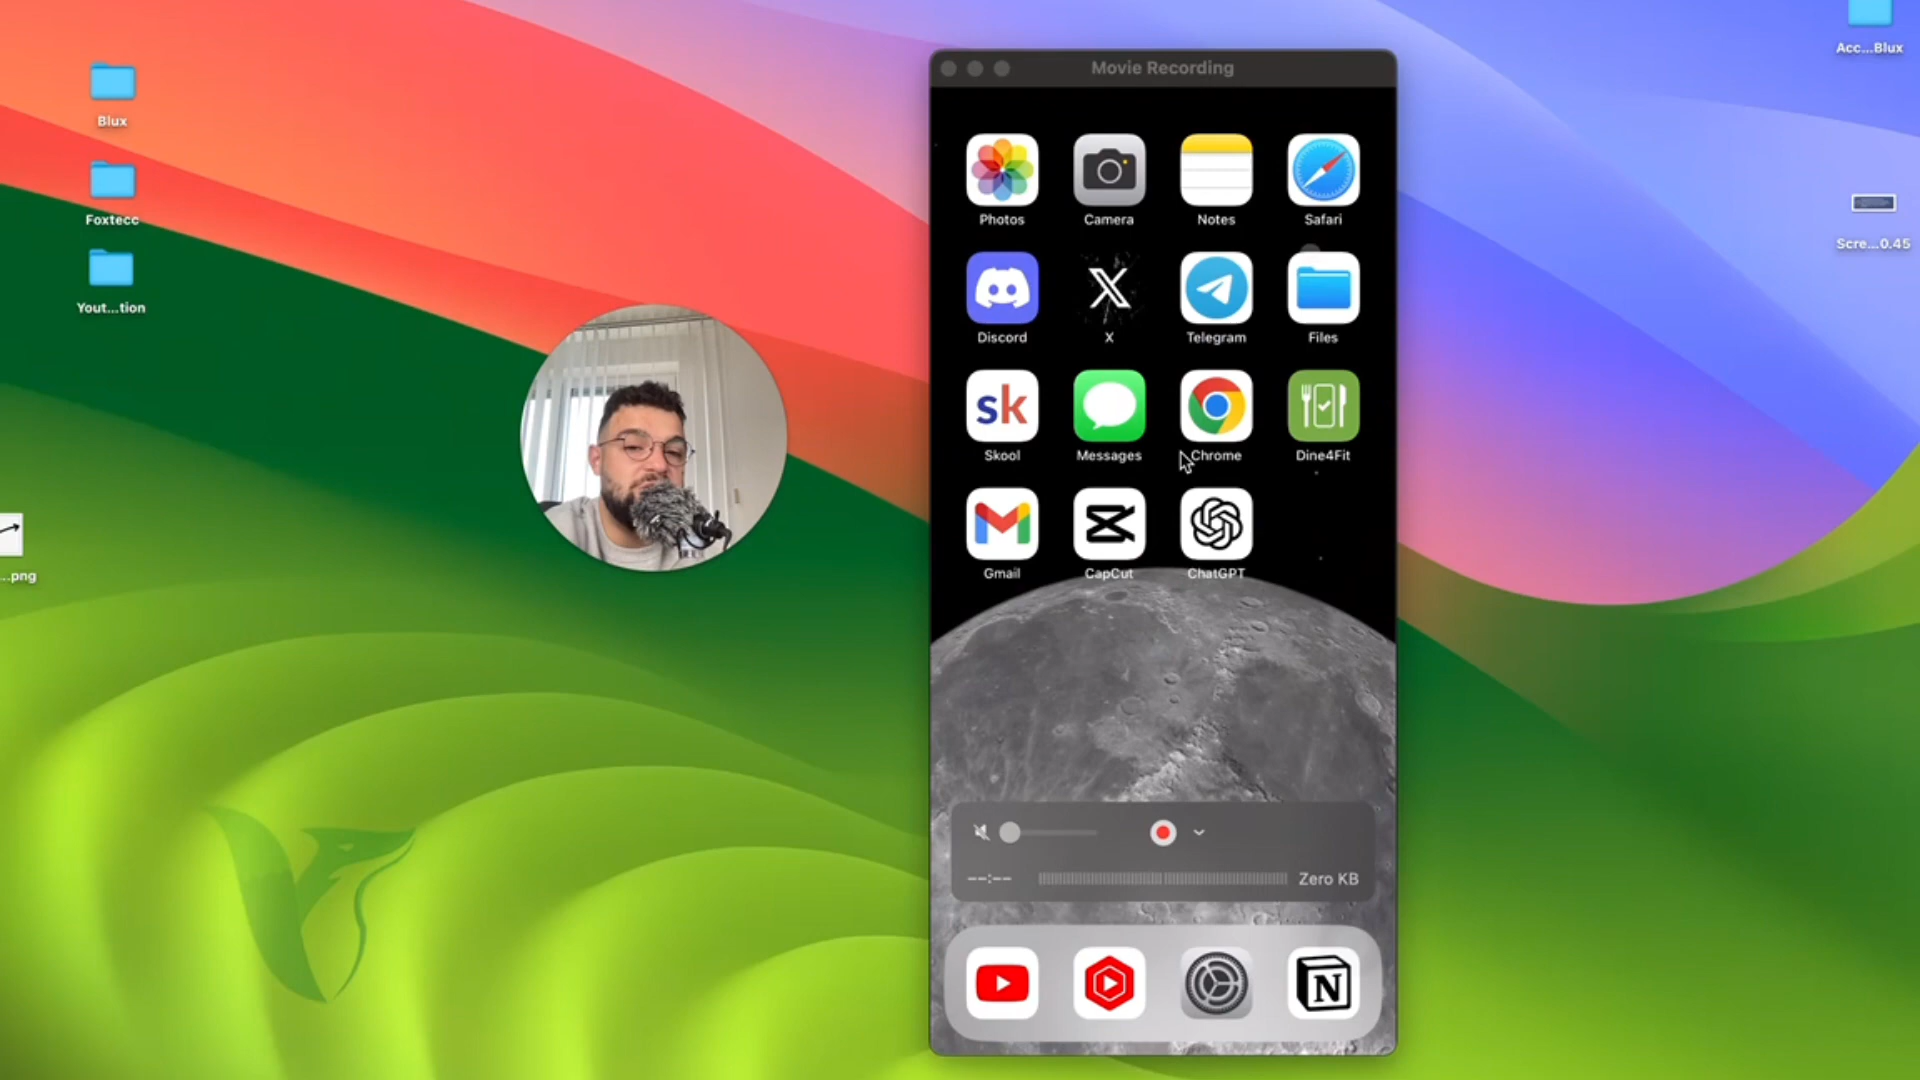 Acc...Blux
Movie Recording
Blux
Foxtecc
Yout...tion
...png
Scre...0.45
Photos
Camera
Notes
Safari
Discord
X
Telegram
Files
sk
Skool
Messages
Chrome
Dine4Fit
Gmail
CapCut
ChatGPT
--:--
Zero KB
N